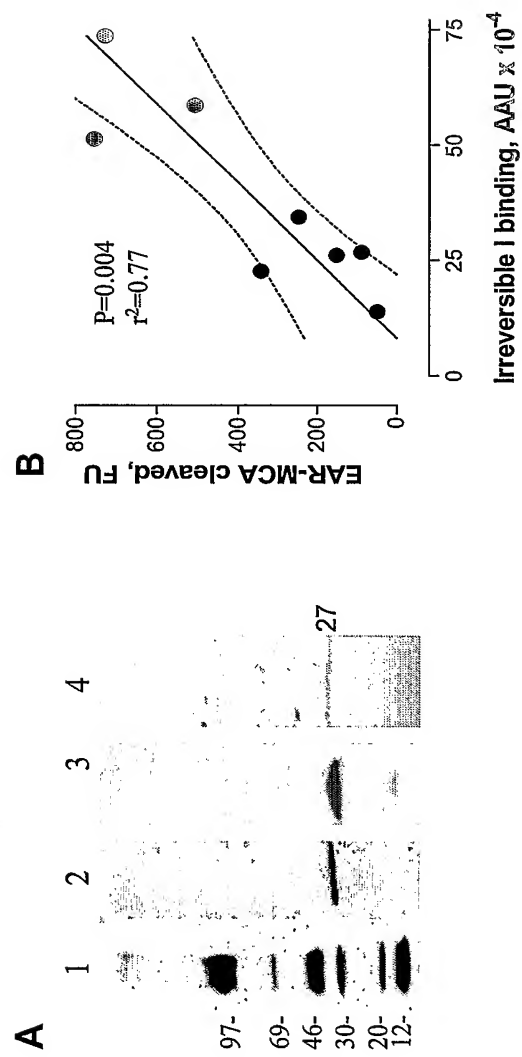 A
1 2 3 4
97-
69-
46-
30-
20-
12-
27
B
P=0.004
r²=0.77
800
600
400
200
0
EAR-MCA cleaved, FU
0 25 50 75
Irreversible I binding, AAU x 10⁻⁴